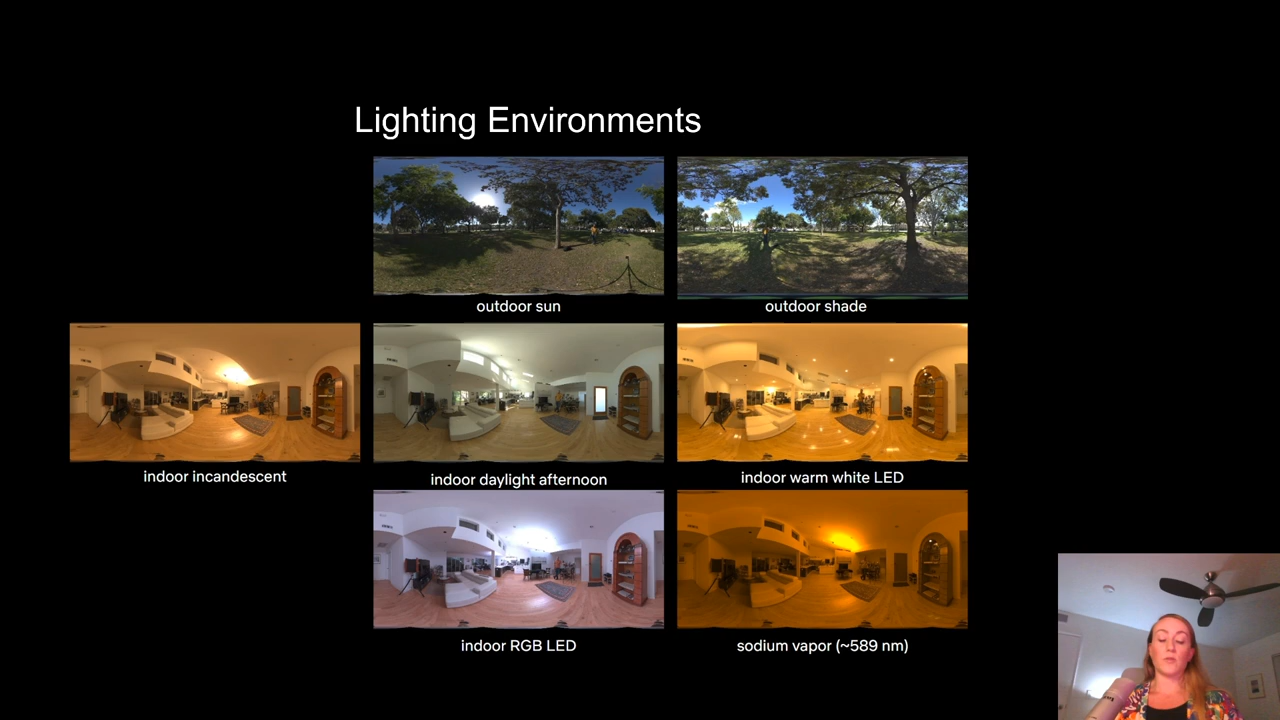 Lighting Environments
outdoor sun
outdoor shade
indoor incandescent
indoor daylight afternoon
indoor warm white LED
indoor RGB LED
sodium vapor (~589 nm)